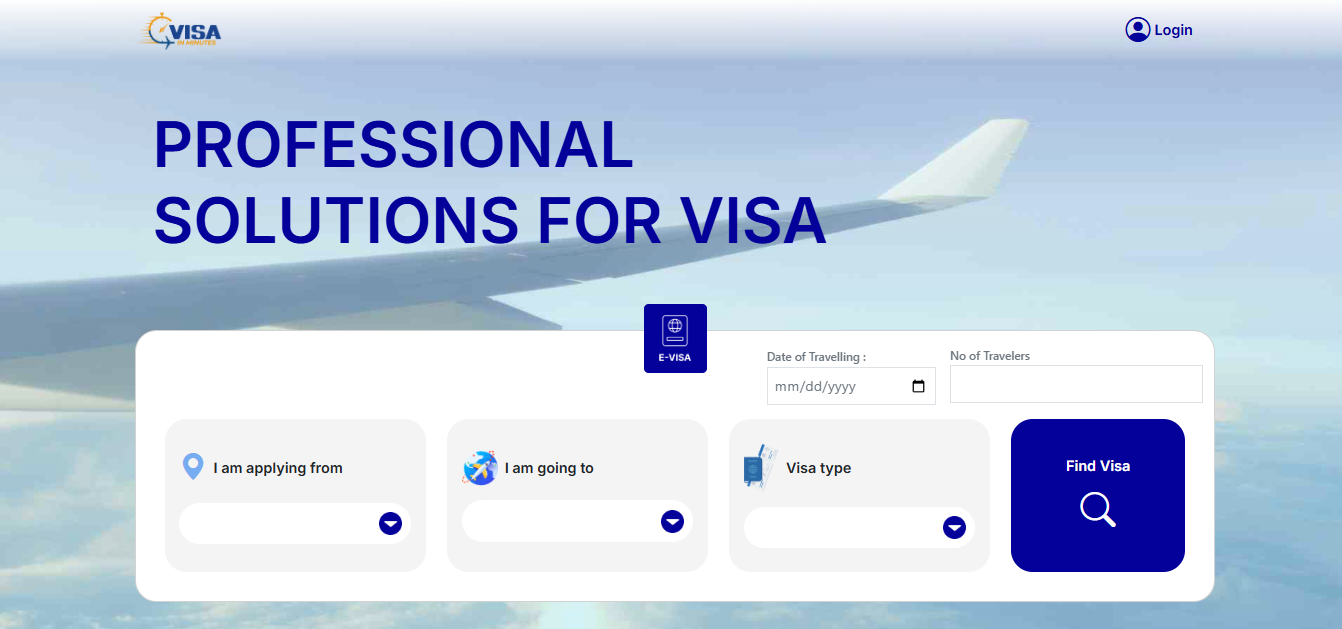 VISA
IN MINUTES
Login
PROFESSIONAL
SOLUTIONS FOR VISA
E-VISA
Date of Travelling :
No of Travelers
mm/dd/yyyy
I am applying from
I am going to
Visa type
Find Visa